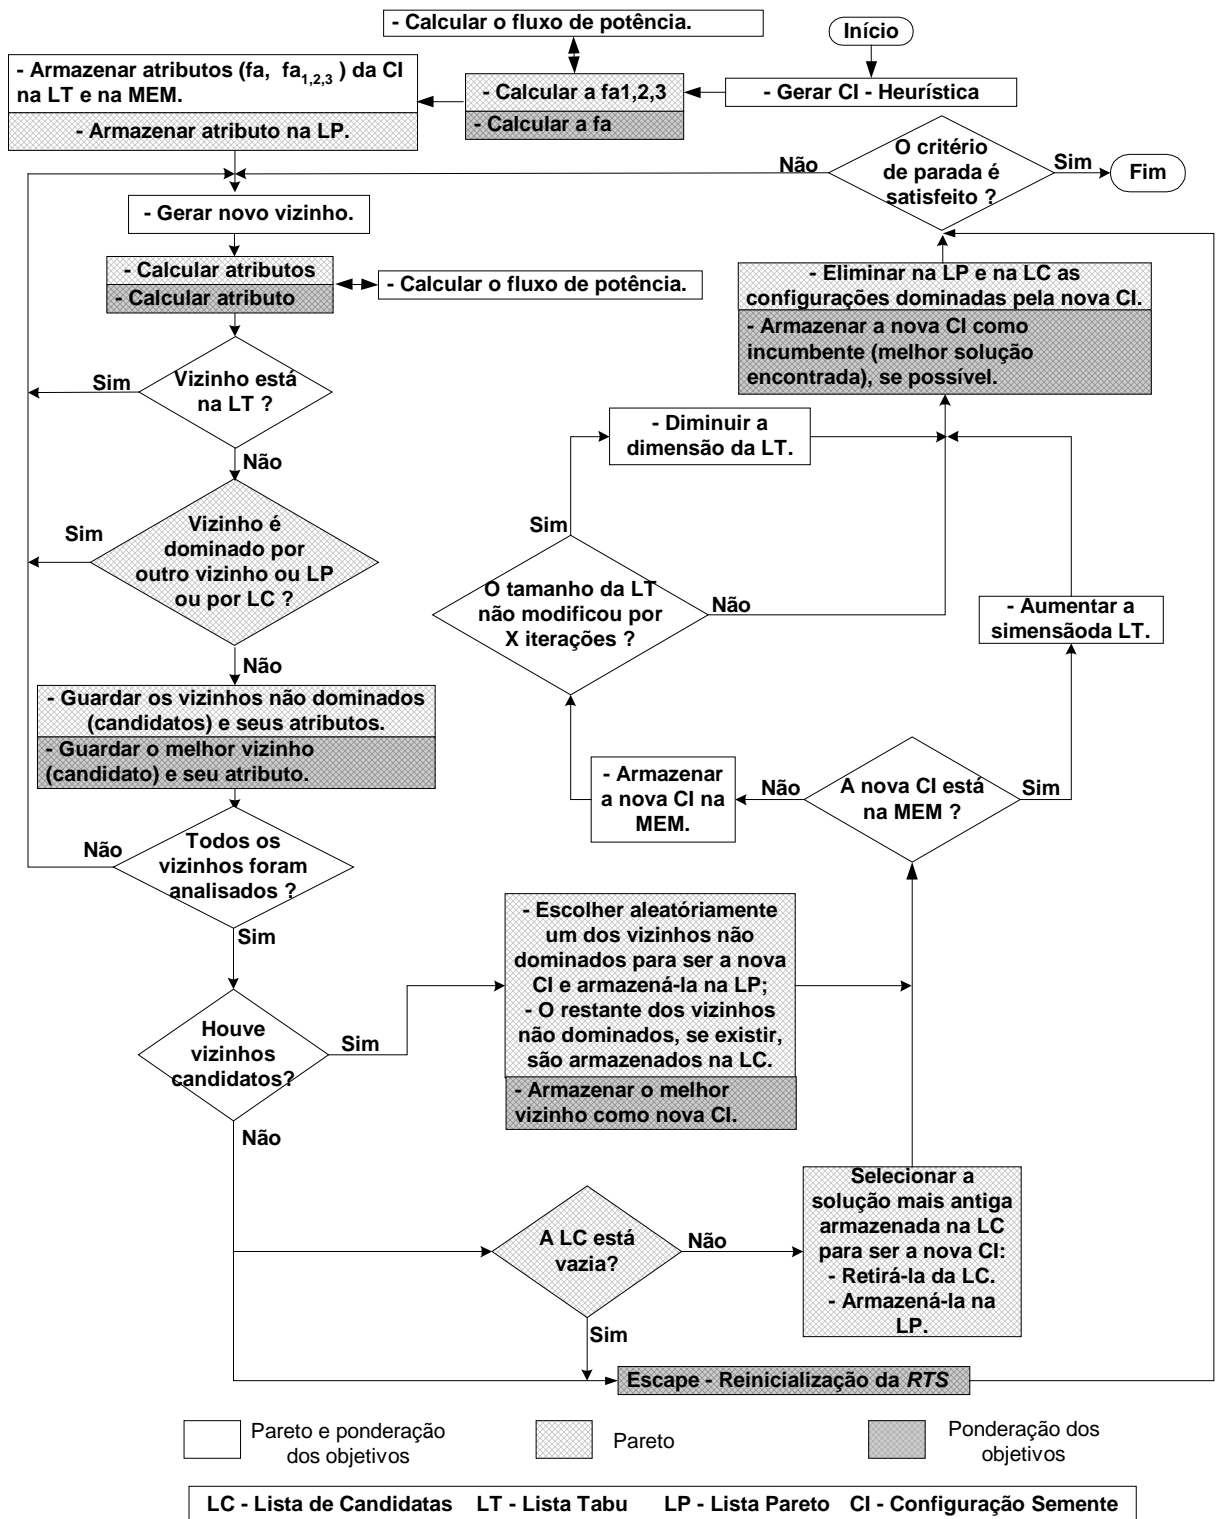 - Calcular o fluxo de potência.
Início
- Armazenar atributos (fa, fa1,2,3 ) da CI
na LT e na MEM.
- Armazenar atributo na LP.
- Calcular a fa1,2,3
- Calcular a fa
- Gerar CI - Heurística
Não
O critério
de parada é
satisfeito ?
Sim
Fim
- Gerar novo vizinho.
- Calcular atributos
- Calcular atributo
- Calcular o fluxo de potência.
- Eliminar na LP e na LC as
configurações dominadas pela nova CI.
- Armazenar a nova CI como
incumbente (melhor solução
encontrada), se possível.
Sim
Vizinho está
na LT ?
Não
- Diminuir a
dimensão da LT.
Sim
Vizinho é
dominado por
outro vizinho ou LP
ou por LC ?
Não
Sim
O tamanho da LT
não modificou por
X iterações ?
Não
- Aumentar a
simensãoda LT.
- Guardar os vizinhos não dominados
(candidatos) e seus atributos.
- Guardar o melhor vizinho
(candidato) e seu atributo.
- Armazenar
a nova CI na
MEM.
Não
A nova CI está
na MEM ?
Sim
Não
Todos os
vizinhos foram
analisados ?
Sim
- Escolher aleatóriamente
um dos vizinhos não
dominados para ser a nova
CI e armazená-la na LP;
- O restante dos vizinhos
não dominados, se existir,
são armazenados na LC.
- Armazenar o melhor
vizinho como nova CI.
Houve
vizinhos
candidatos?
Sim
Não
A LC está
vazia?
Não
Sim
Selecionar a
solução mais antiga
armazenada na LC
para ser a nova CI:
- Retirá-la da LC.
- Armazená-la na
LP.
Escape - Reinicialização da RTS
Pareto e ponderação
dos objetivos
Pareto
Ponderação dos
objetivos
LC - Lista de Candidatas LT - Lista Tabu LP - Lista Pareto CI - Configuração Semente